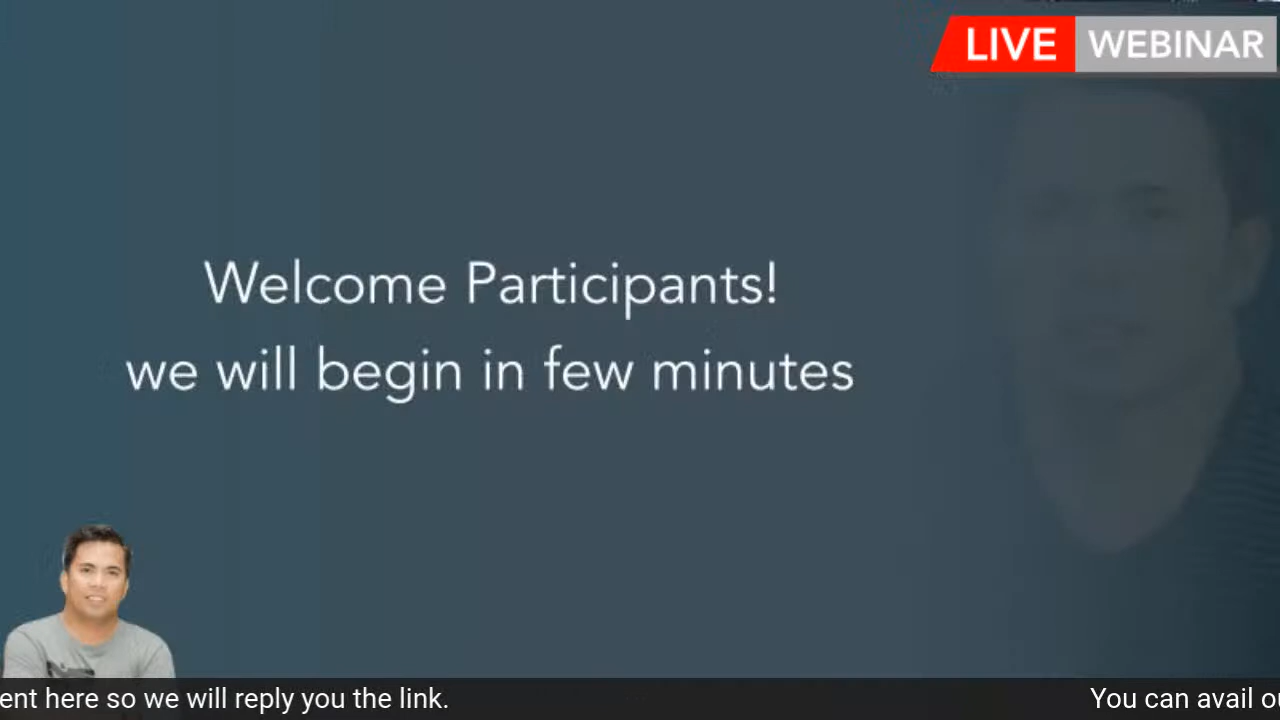 LIVE WEBINAR
Welcome Participants!
we will begin in few minutes
ent here so we will reply you the link. You can avail o